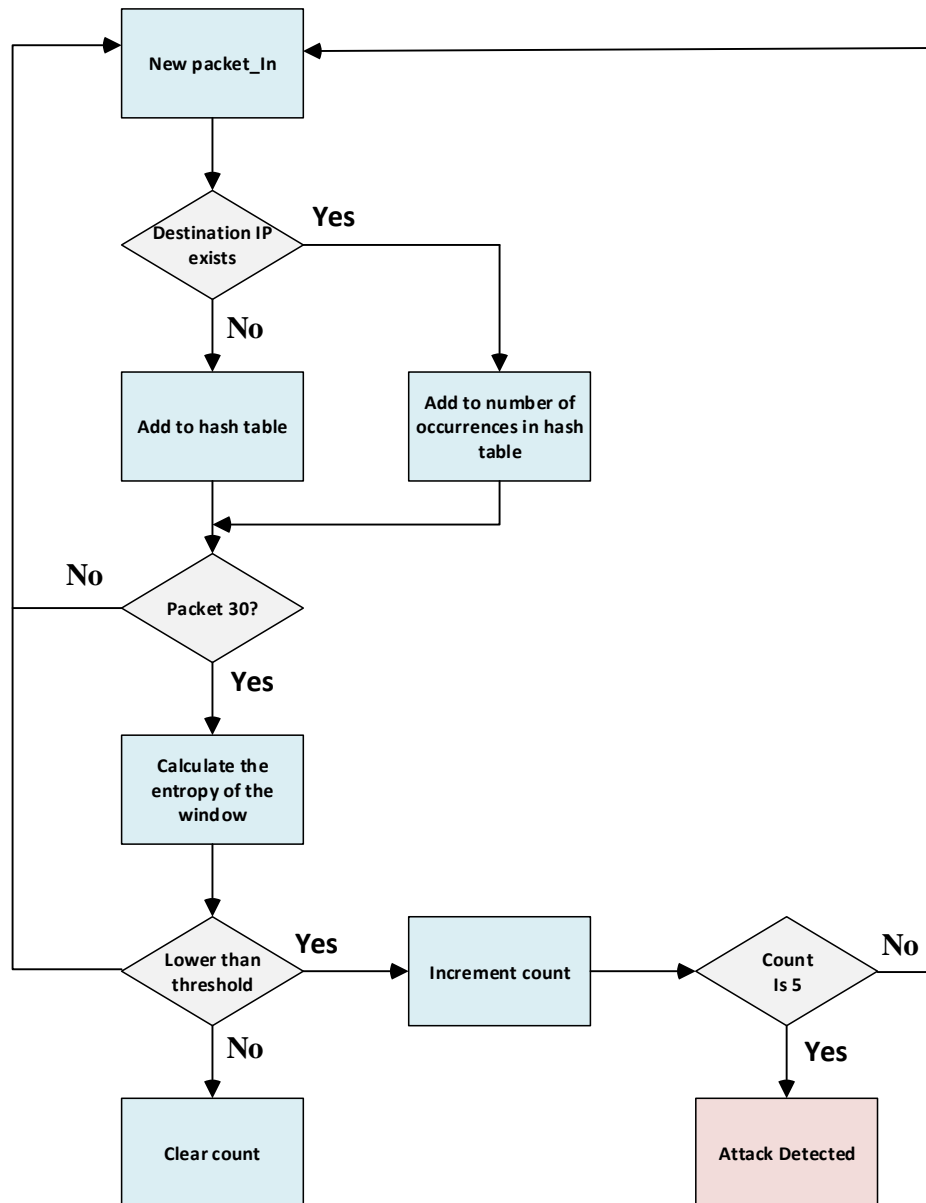 New packet_In
Destination IP
exists
Yes
No
Add to hash table
Add to number of
occurrences in hash
table
No
Packet 30?
Yes
Calculate the
entropy of the
window
Lower than
threshold
Yes
Increment count
Count
Is 5
No
No
Yes
Clear count
Attack Detected